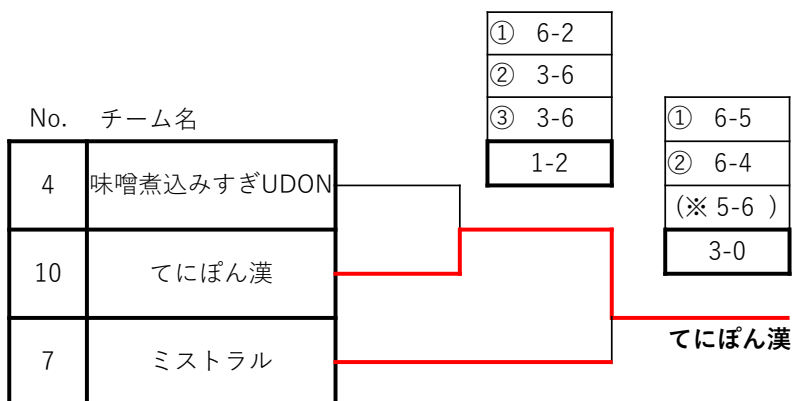 ① 6-2
② 3-6
③ 3-6
1-2
① 6-5
② 6-4
(※ 5-6 )
3-0
No. チーム名
4 味噌煮込みすぎUDON
10 てにぽん漢
7 ミストラル
てにぽん漢